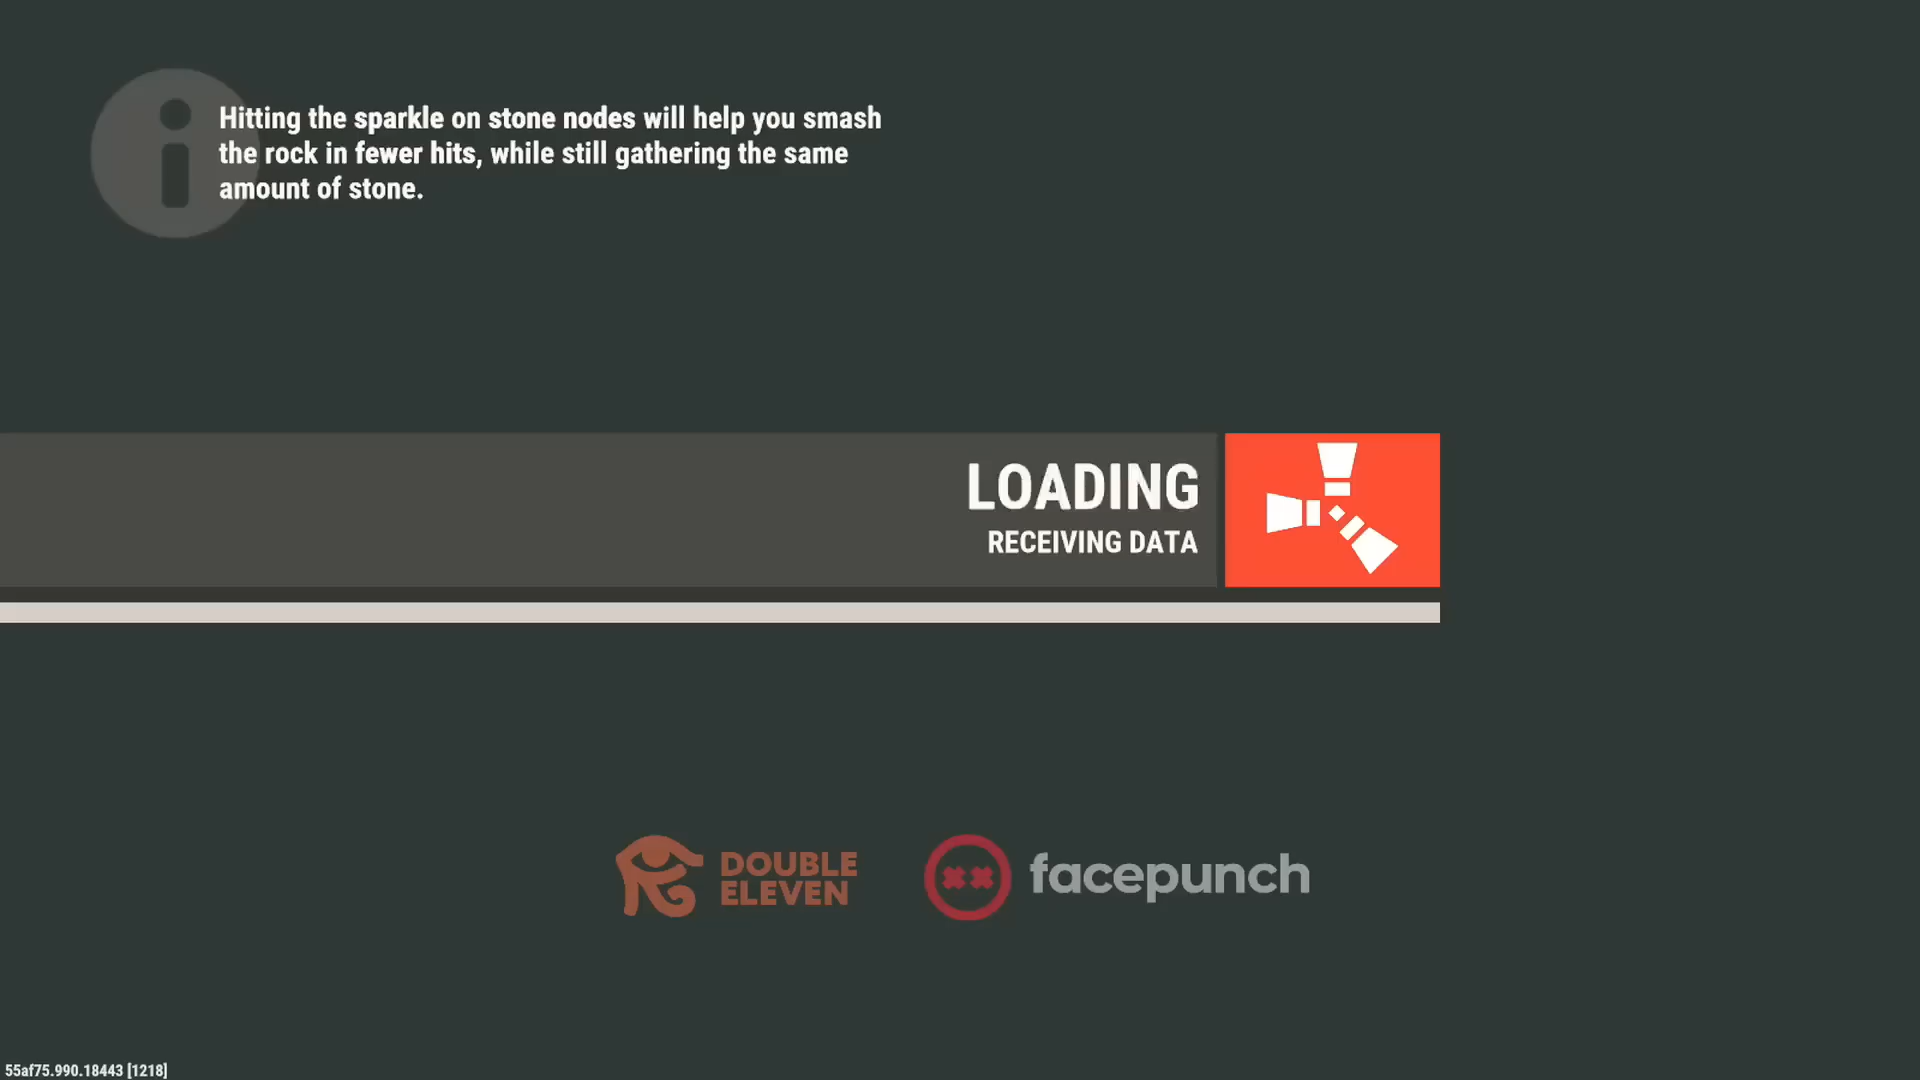 Hitting the sparkle on stone nodes will help you smash
the rock in fewer hits, while still gathering the same
amount of stone.
LOADING
RECEIVING DATA
DOUBLE
ELEVEN
facepunch
55af75.990.18443 [1218]